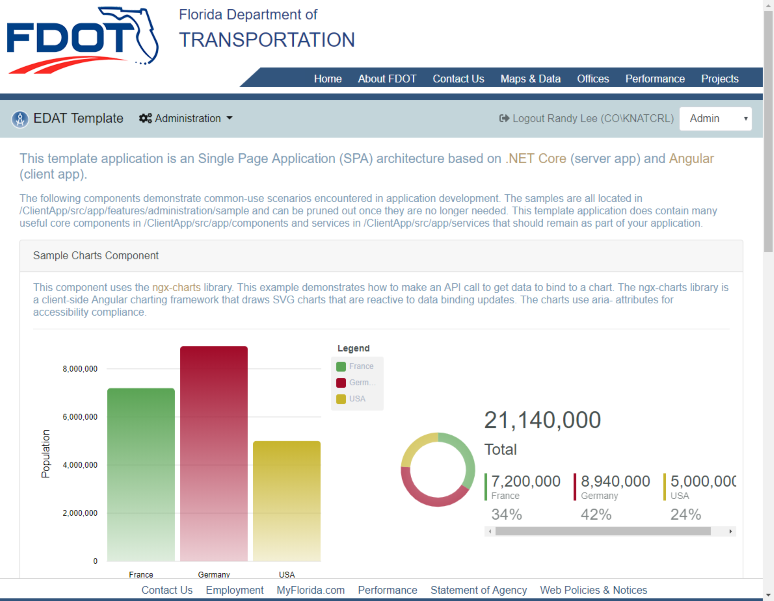 FDOT
Florida Department of
TRANSPORTATION
Home About FDOT Contact Us Maps & Data Offices Performance Projects
EDAT Template Administration Logout Randy Lee (CO\KNATCRL) Admin
This template application is an Single Page Application (SPA) architecture based on .NET Core (server app) and Angular
(client app).
The following components demonstrate common-use scenarios encountered in application development. The samples are all located in
/ClientApp/src/app/features/administration/sample and can be pruned out once they are no longer needed. This template application does contain many
useful core components in /ClientApp/src/app/components and services in /ClientApp/src/app/services that should remain as part of your application.
Sample Charts Component
This component uses the ngx-charts library. This example demonstrates how to make an API call to get data to bind to a chart. The ngx-charts library is
a client-side Angular charting framework that draws SVG charts that are reactive to data binding updates. The charts use aria- attributes for
accessibility compliance.
Legend
France
Germ...
USA
8,000,000
6,000,000
4,000,000
2,000,000
0
Population
France Germany USA
21,140,000
Total
7,200,000 8,940,000 5,000,000
France Germany USA
34% 42% 24%
Contact Us Employment MyFlorida.com Performance Statement of Agency Web Policies & Notices